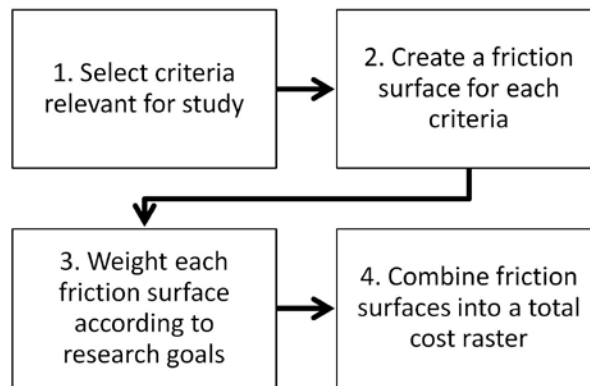 1. Select criteria
relevant for study
2. Create a friction
surface for each
criteria
3. Weight each
friction surface
according to
research goals
4. Combine friction
surfaces into a total
cost raster